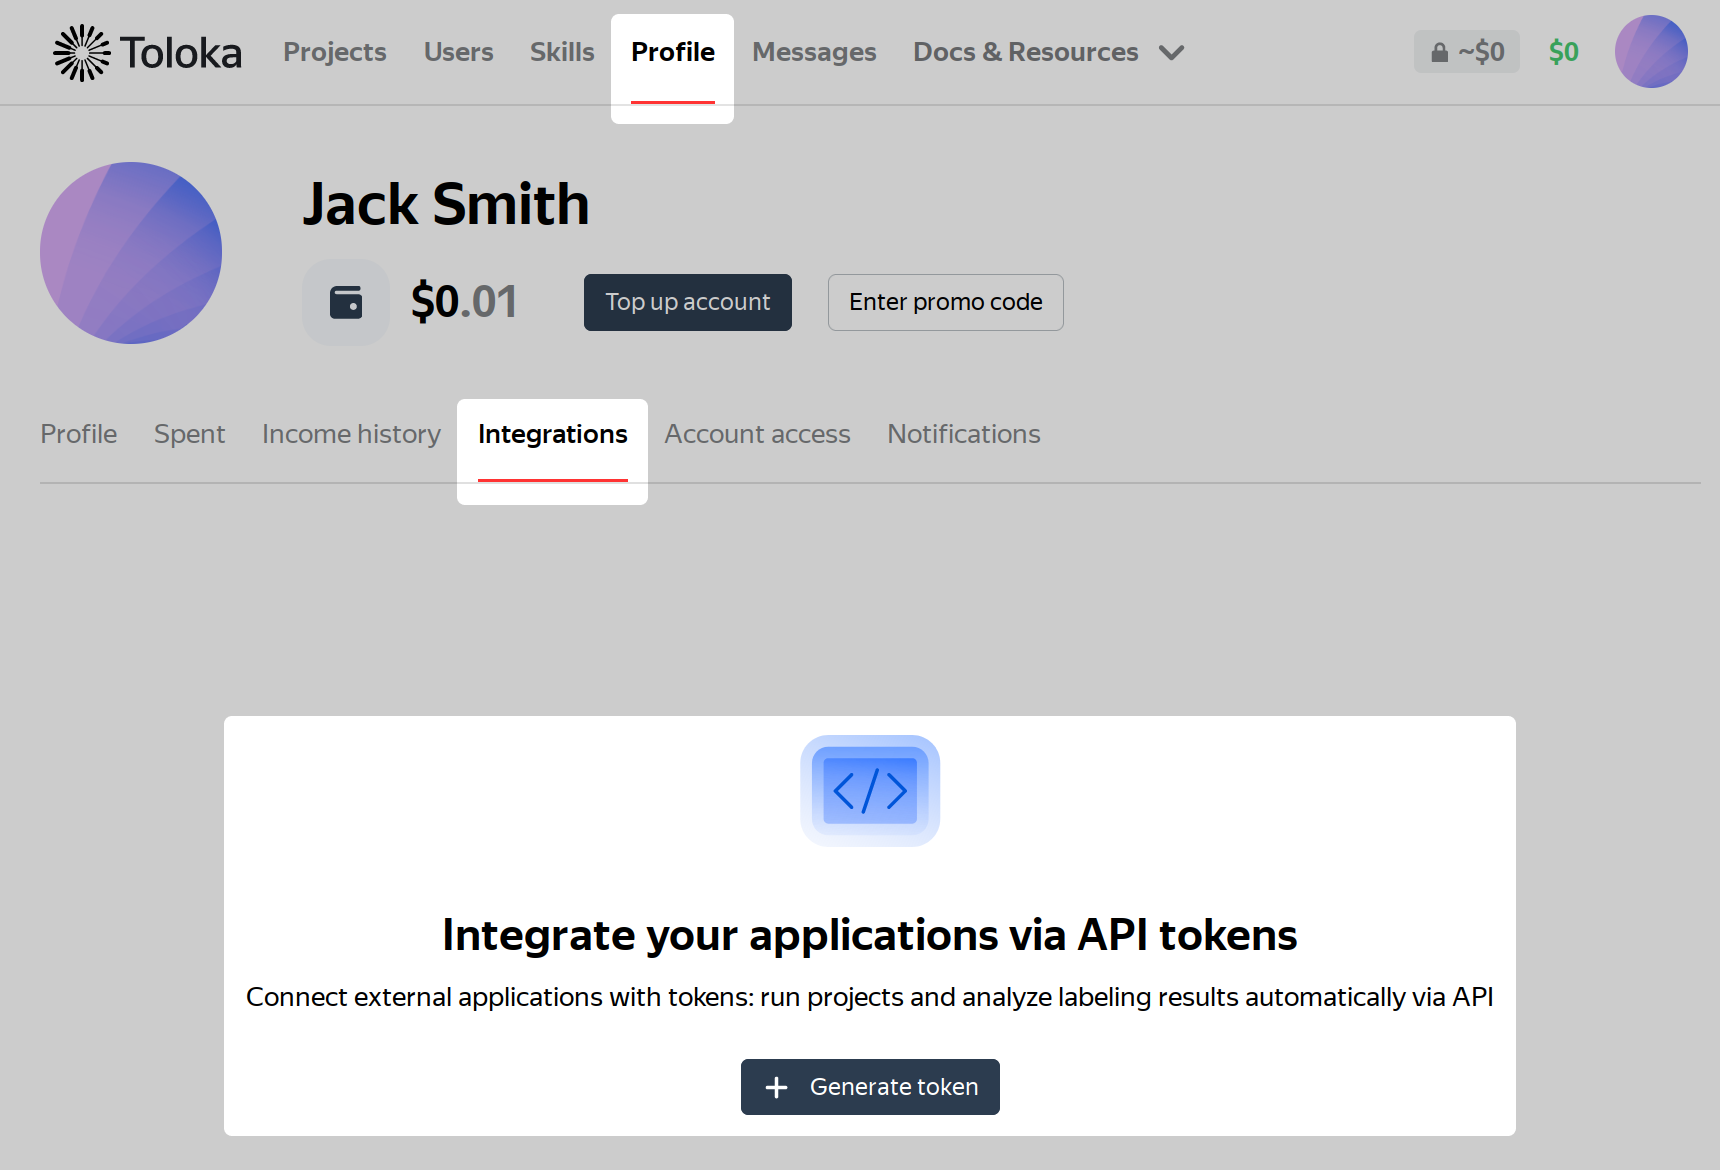 Toloka Projects Users Skills Profile Messages Docs & Resources ~$0 $0
Jack Smith
$0.01 Top up account Enter promo code
Profile Spent Income history Integrations Account access Notifications
</>
Integrate your applications via API tokens
Connect external applications with tokens: run projects and analyze labeling results automatically via API
+ Generate token